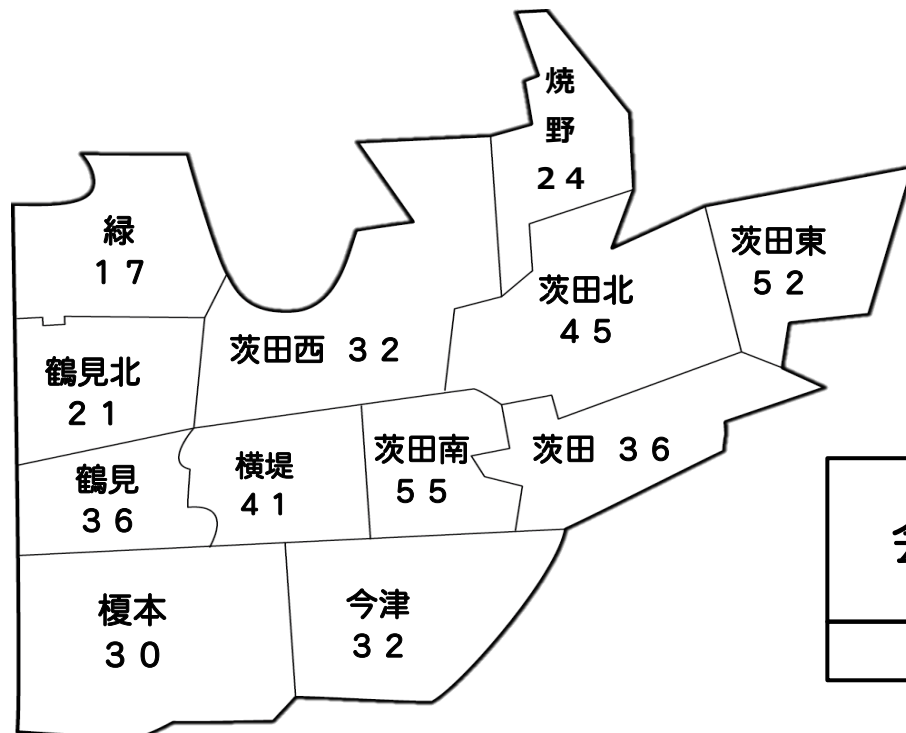 焼
野
２４
緑
１７
茨田東
５２
茨田北
４５
茨田西 ３２
鶴見北
２１
茨田南
５５
茨田 ３６
横堤
４１
鶴見
３６
榎本
３０
今津
３２